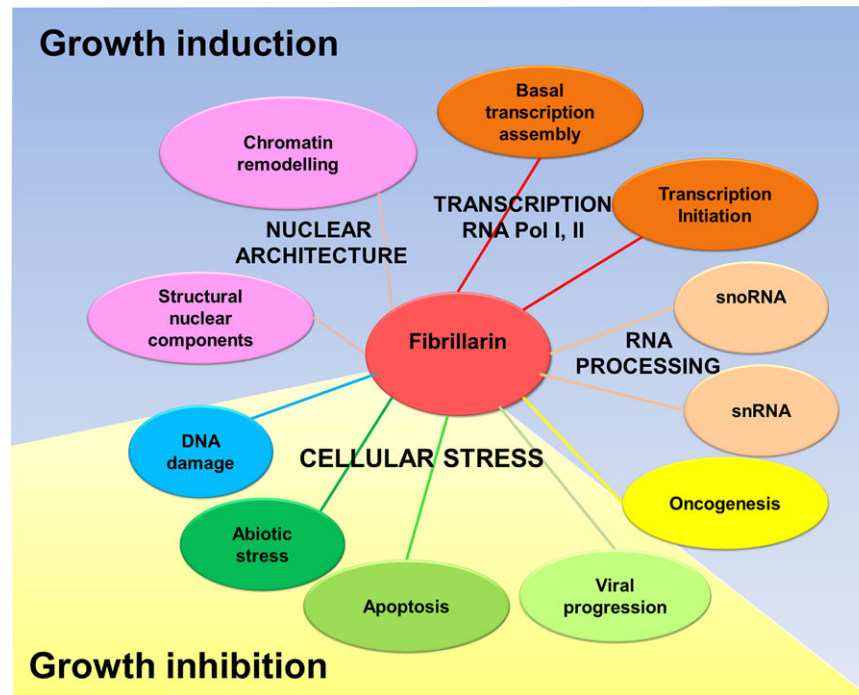 Growth induction
Basal
transcription
assembly
Chromatin
remodelling
Transcription
Initiation
TRANSCRIPTION
RNA Pol I, II
NUCLEAR
ARCHITECTURE
snoRNA
Structural
nuclear
components
Fibrillarin
RNA
PROCESSING
snRNA
DNA
damage
CELLULAR STRESS
Oncogenesis
Abiotic
stress
Apoptosis
Viral
progression
Growth inhibition